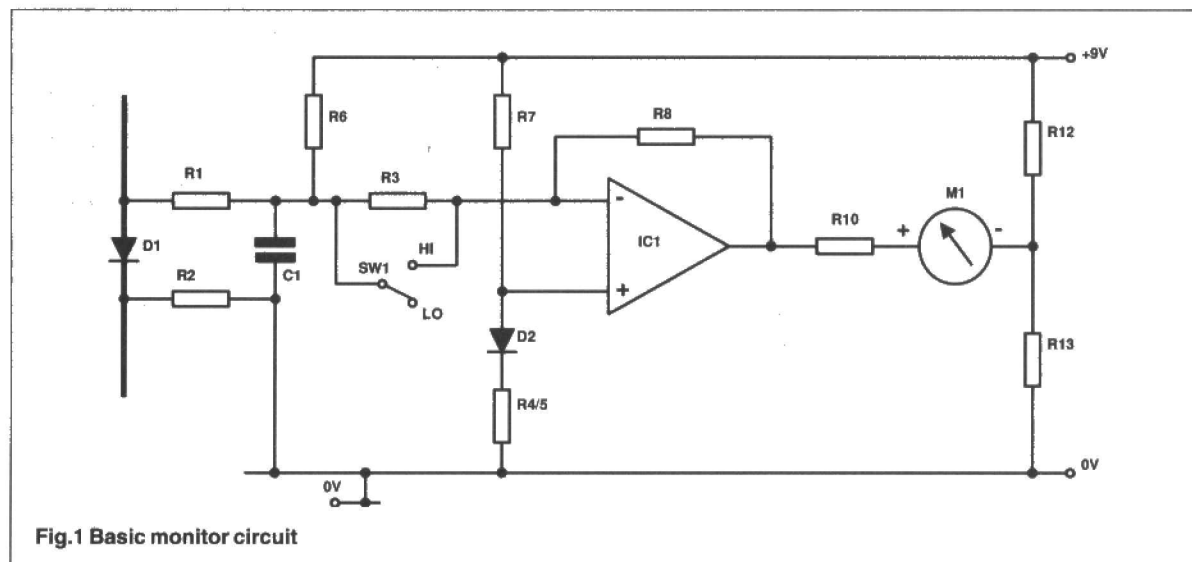 +9V
R6
R7
R8
R12
R1
R3
M1
-
R10
+
-
D1
HI
IC1
R2
C1
SW1
+
LO
D2
R13
R4/5
0V
0V
Fig.1 Basic monitor circuit